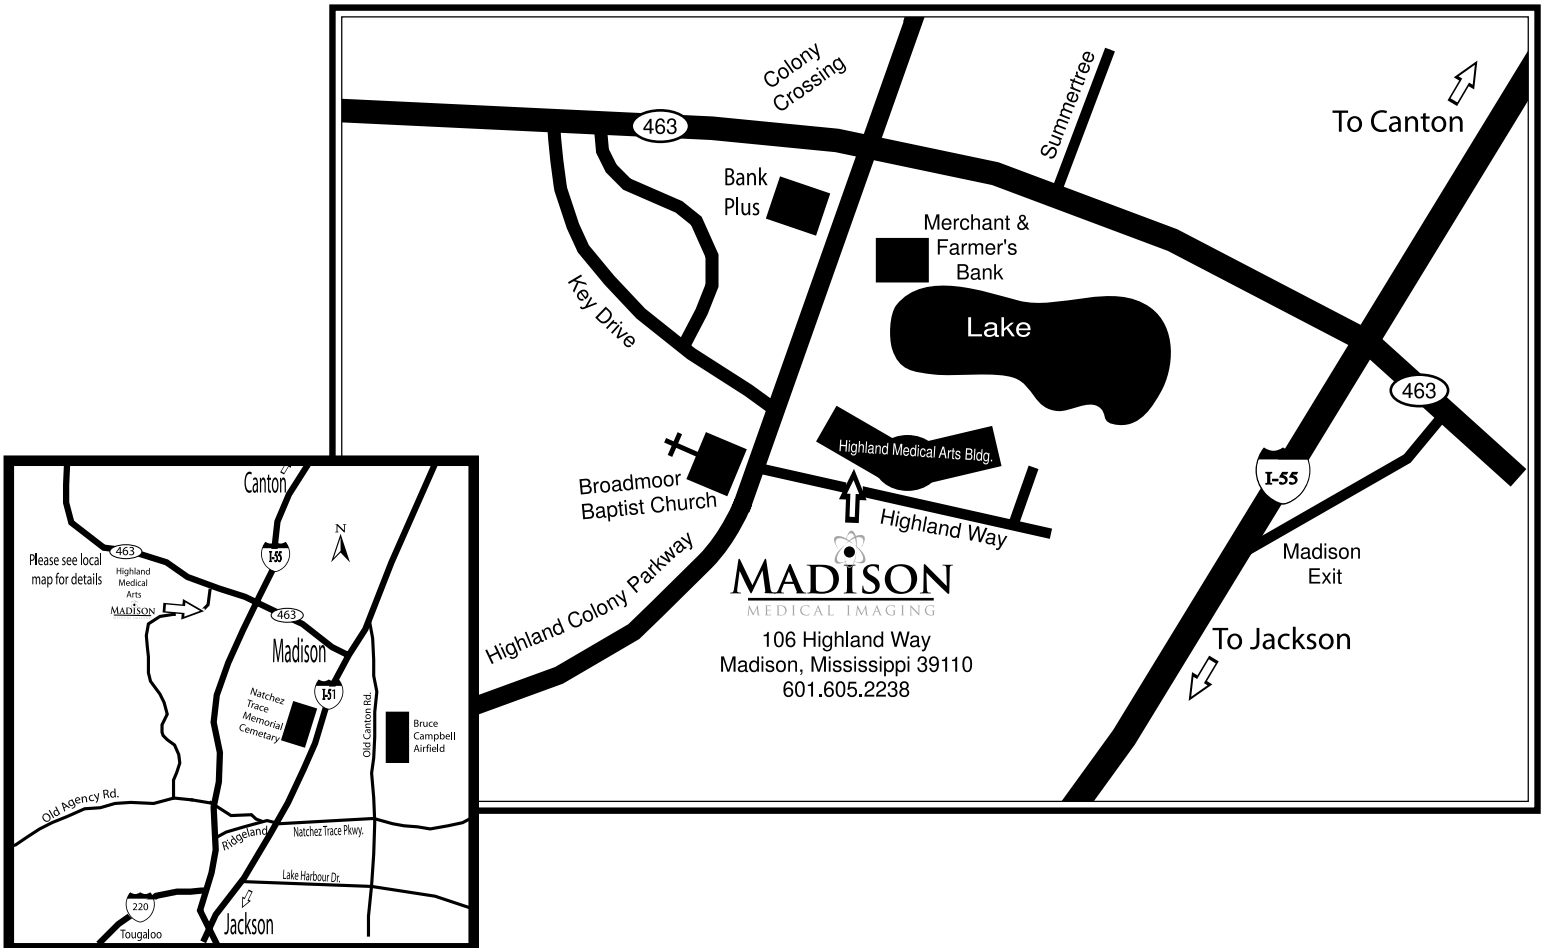 Colony
Crossing
Summertree
To Canton
463
Bank
Plus
Merchant &
Farmer's
Bank
Key Drive
Lake
463
Highland Medical Arts Bldg.
I-55
Broadmoor
Baptist Church
Highland Way
Madison
Exit
Highland Colony Parkway
MADISON
MEDICAL IMAGING
106 Highland Way
Madison, Mississippi 39110
601.605.2238
To Jackson
Canton
N
463
I-55
Please see local
map for details
Highland
Medical
Arts
MADISON
463
Madison
I-51
Natchez
Trace
Memorial
Cemetary
Old Canton Rd.
Bruce
Campbell
Airfield
Old Agency Rd.
Ridgeland
Natchez Trace Pkwy.
Lake Harbour Dr.
220
Tougaloo
Jackson